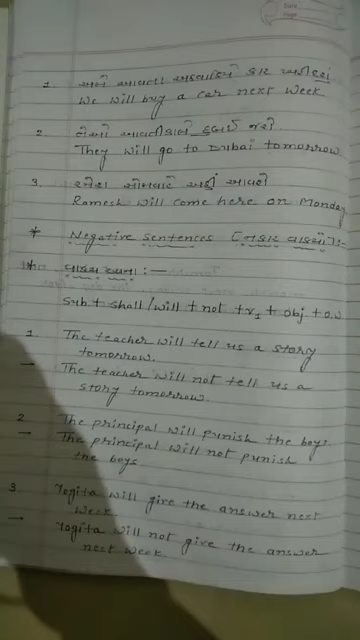 1. અમે આવતા અઠવાડિયે કાર ખરીદીશું
We will buy a car next week.
2. તેઓ આવતીકાલે દુબઈ જશે.
They will go to Dubai tomorrow.
3. રમેશ સોમવારે અહીં આવશે
Ramesh will come here on Monday
* Negative sentences (નકાર વાક્યો):-
* વાક્ય રચના :-
Sub + shall/will + not + v1 + obj + o.w
1. The teacher will tell us a story
tomorrow.
→ The teacher will not tell us a
story tomorrow.
2 The principal will punish the boys
— The principal will not punish
the boys
3. Yogita will give the answer next
week
→ Yogita will not give the answer
next week